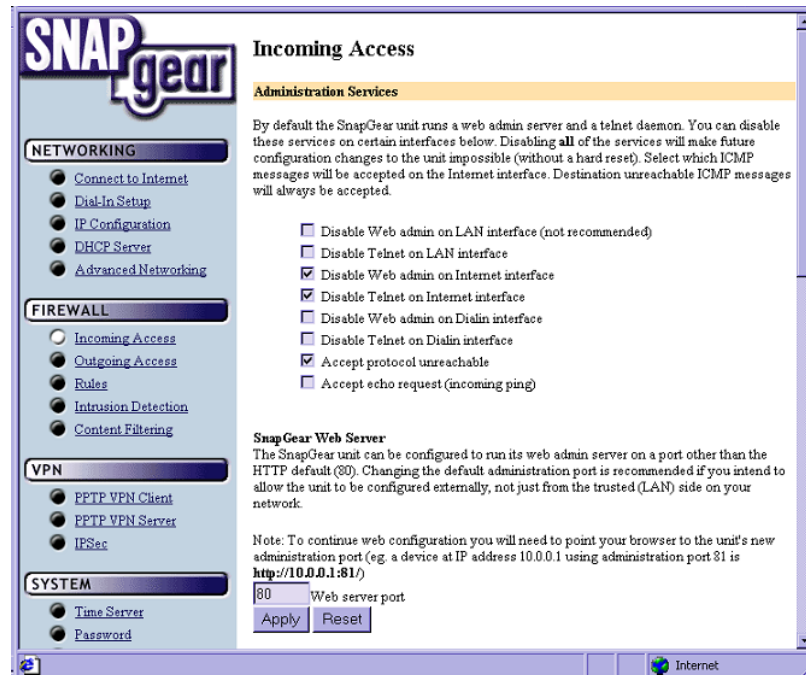 SNAP
gear
NETWORKING
Connect to Internet
Dial-In Setup
IP Configuration
DHCP Server
Advanced Networking
FIREWALL
Incoming Access
Outgoing Access
Rules
Intrusion Detection
Content Filtering
VPN
PPTP VPN Client
PPTP VPN Server
IPSec
SYSTEM
Time Server
Password
Incoming Access
Administration Services
By default the SnapGear unit runs a web admin server and a telnet daemon. You can disable
these services on certain interfaces below. Disabling all of the services will make future
configuration changes to the unit impossible (without a hard reset). Select which ICMP
messages will be accepted on the Internet interface. Destination unreachable ICMP messages
will always be accepted.
Disable Web admin on LAN interface (not recommended)
Disable Telnet on LAN interface
Disable Web admin on Internet interface
Disable Telnet on Internet interface
Disable Web admin on Dialin interface
Disable Telnet on Dialin interface
Accept protocol unreachable
Accept echo request (incoming ping)
SnapGear Web Server
The SnapGear unit can be configured to run its web admin server on a port other than the
HTTP default (80). Changing the default administration port is recommended if you intend to
allow the unit to be configured externally, not just from the trusted (LAN) side on your
network.
Note: To continue web configuration you will need to point your browser to the unit's new
administration port (eg. a device at IP address 10.0.0.1 using administration port 81 is
http://10.0.0.1:81/)
80 Web server port
Apply Reset
Internet